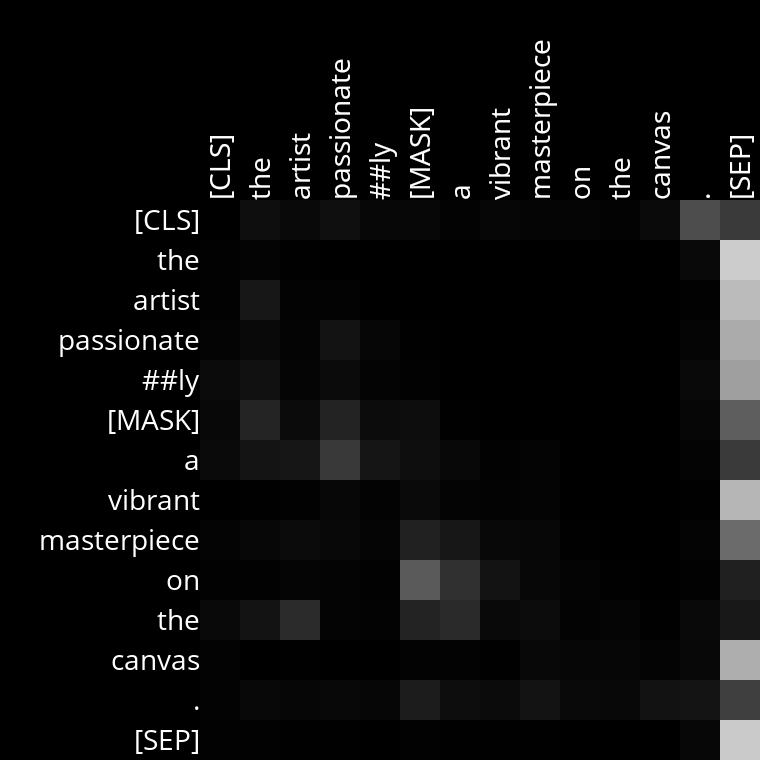 [CLS] the artist passionate ##ly [MASK] a vibrant masterpiece on the canvas . [SEP]
[CLS]
the
artist
passionate
##ly
[MASK]
a
vibrant
masterpiece
on
the
canvas
.
[SEP]